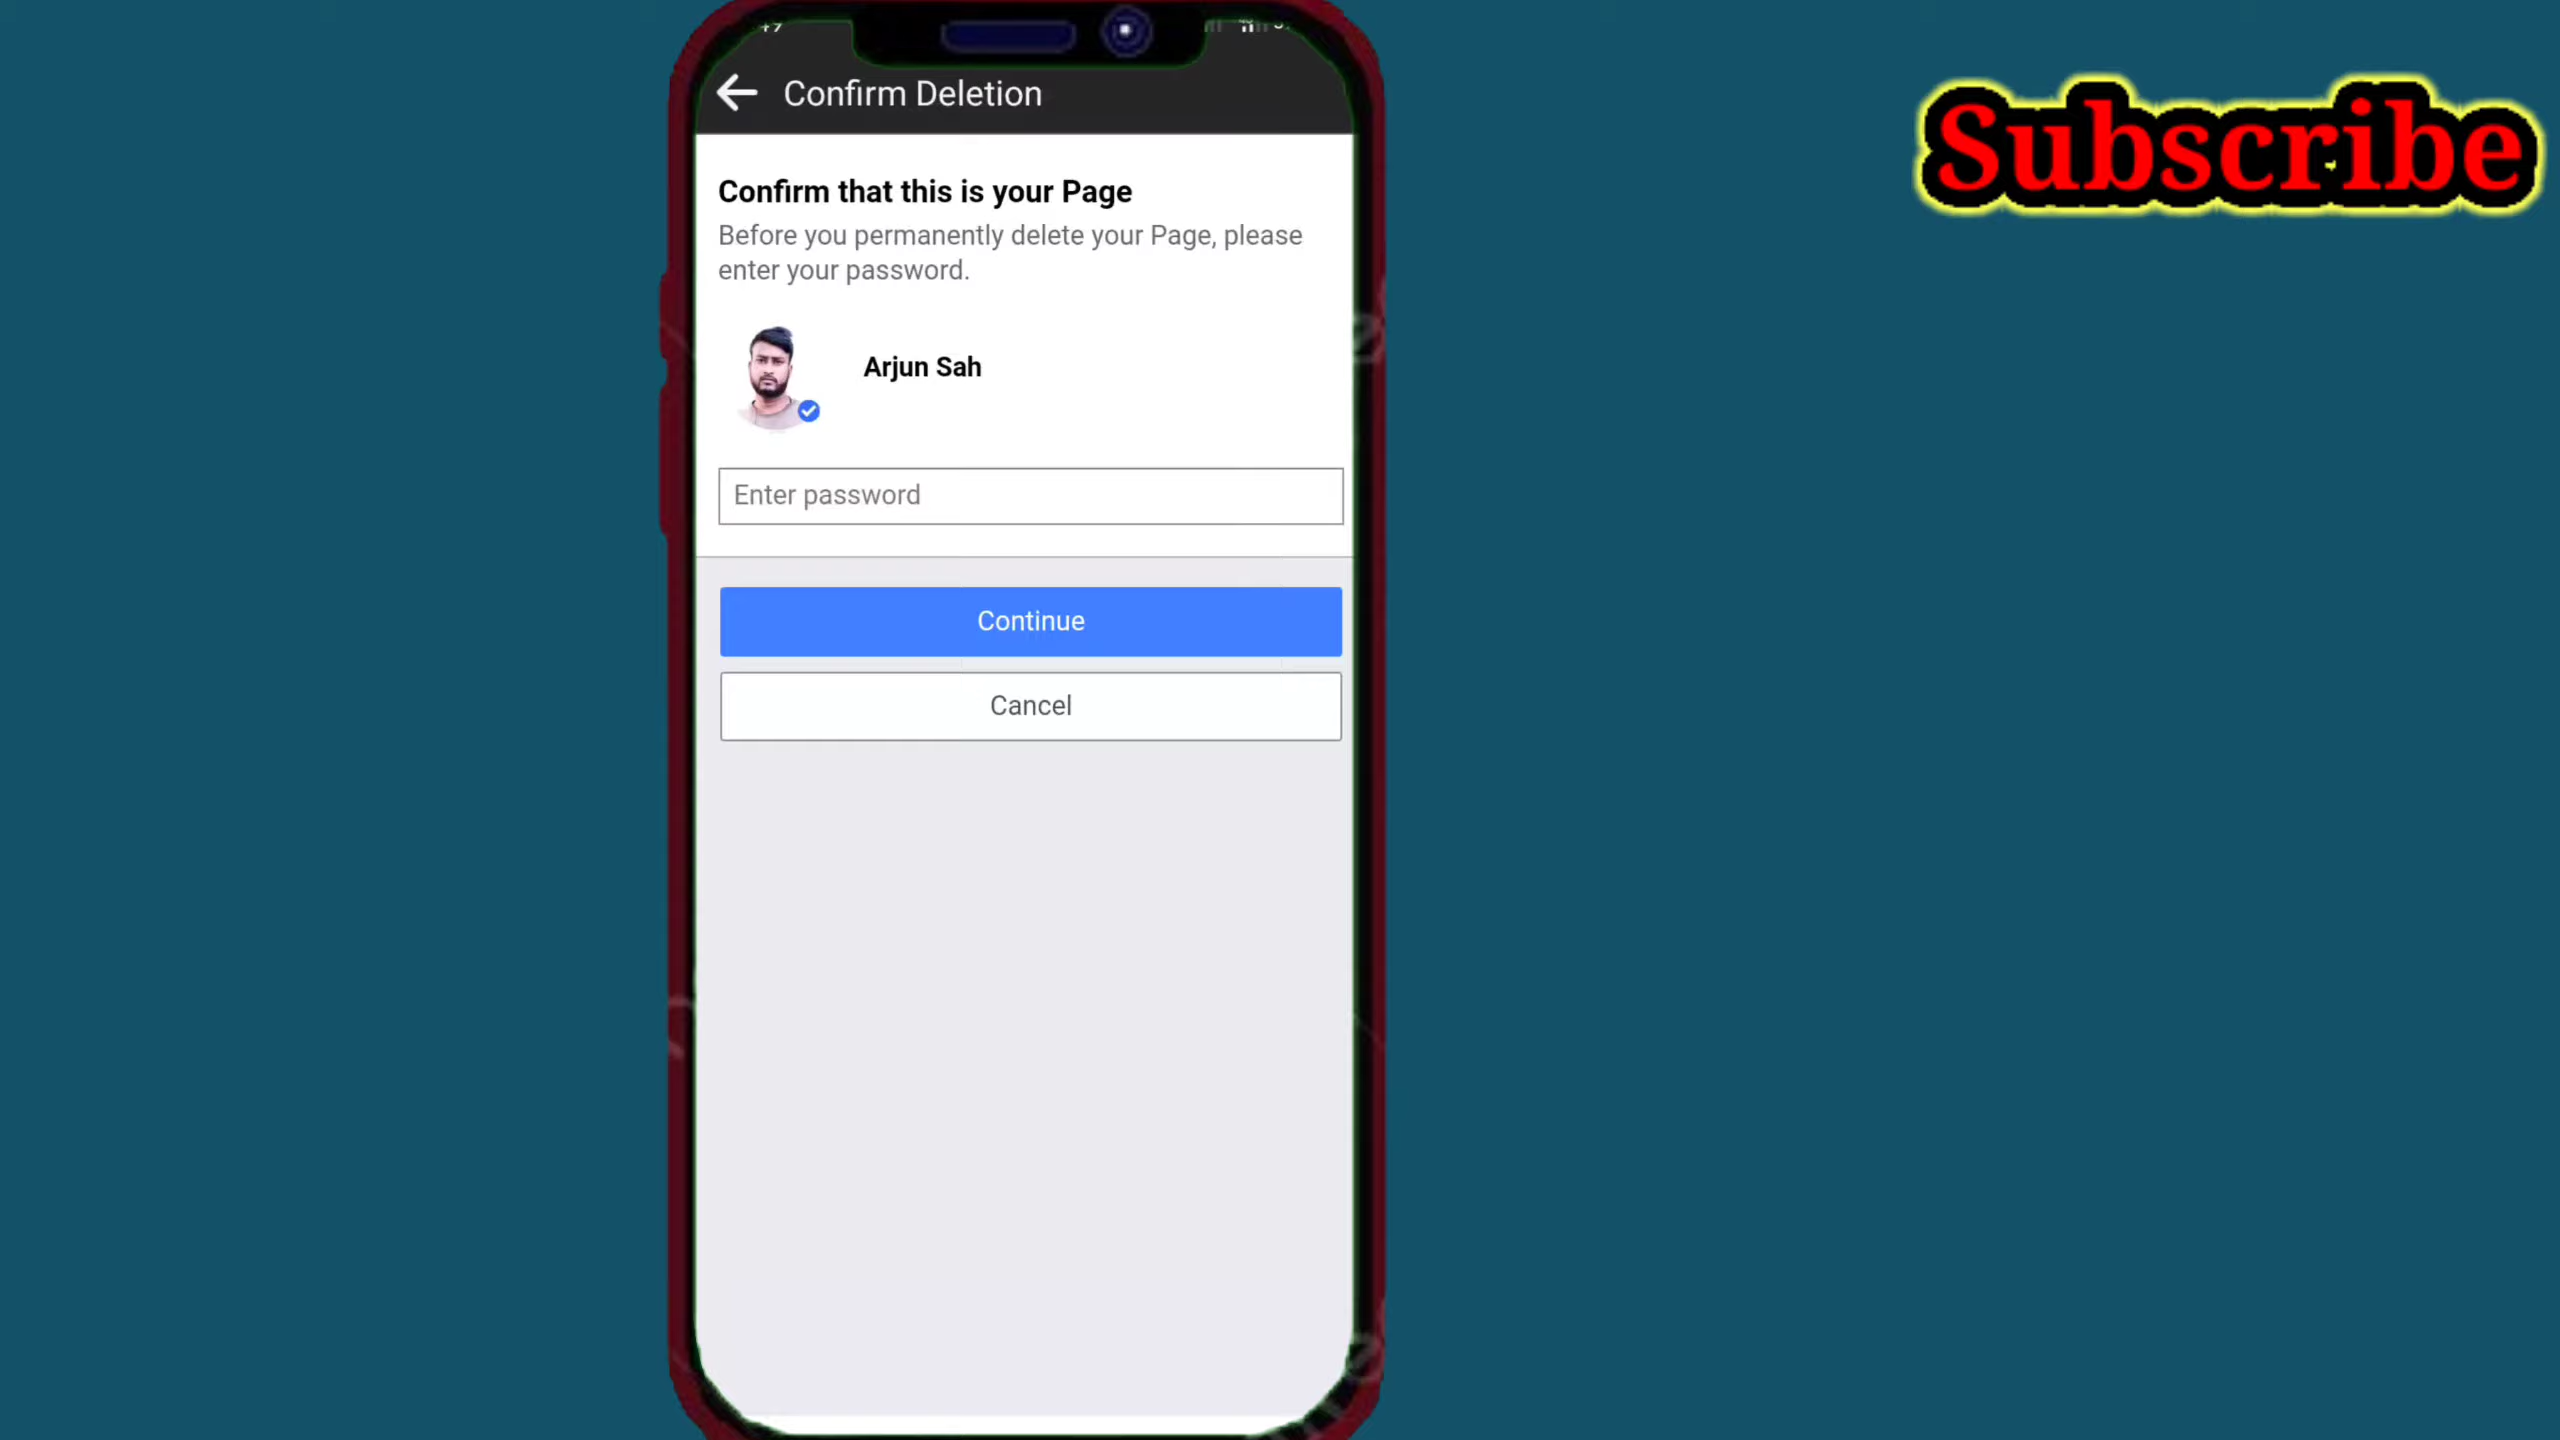 Confirm Deletion
Subscribe
Confirm that this is your Page
Before you permanently delete your Page, please
enter your password.
Arjun Sah
Enter password
Continue
Cancel